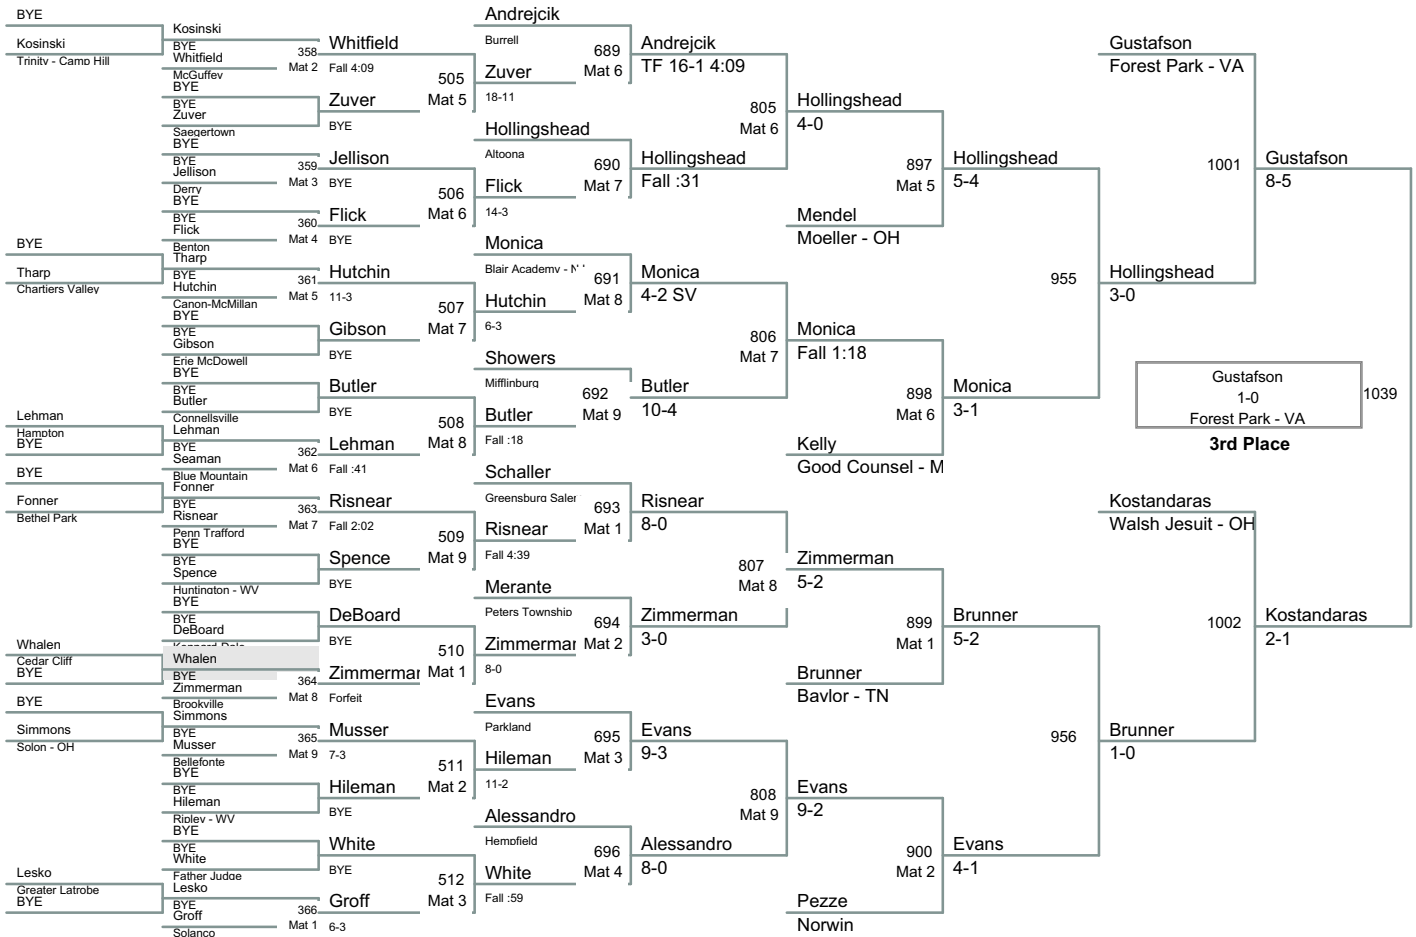 BYE
Kosinski
Trinity - Camp Hill
BYE
Tharp
Chartiers Valley
Lehman
Hampton
BYE
BYE
Fonner
Bethel Park
Whalen
Cedar Cliff
BYE
BYE
Simmons
Solon - OH
Lesko
Greater Latrobe
BYE
Kosinski
BYE
Whitfield
358
Mat 2
McGuffey
BYE
BYE
Zuver
Saegertown
BYE
BYE
Jellison
359
Mat 3
Derry
BYE
BYE
Flick
360
Mat 4
Benton
Tharp
BYE
Hutchin
361
Mat 5
Canon-McMillan
BYE
BYE
Gibson
Erie McDowell
BYE
BYE
Butler
Connellsville
Lehman
BYE
Seaman
362
Mat 6
Blue Mountain
Fonner
BYE
Risnear
363
Mat 7
Penn Trafford
BYE
BYE
Spence
Huntington - WV
BYE
BYE
DeBoard
Kennard Dale
Whalen
BYE
Zimmerman
364
Mat 8
Brookville
Simmons
BYE
Musser
365
Mat 9
Bellefonte
BYE
BYE
Hileman
Ripley - WV
BYE
BYE
White
Father Judge
Lesko
BYE
Groff
366
Mat 1
Solanco
Whitfield
Fall 4:09
505
Mat 5
Zuver
BYE
Jellison
BYE
506
Mat 6
Flick
BYE
Hutchin
11-3
507
Mat 7
Gibson
BYE
Butler
BYE
508
Mat 8
Lehman
Fall :41
Risnear
Fall 2:02
509
Mat 9
Spence
BYE
DeBoard
BYE
510
Mat 1
Zimmerman
Forfeit
Musser
7-3
511
Mat 2
Hileman
BYE
White
BYE
512
Mat 3
Groff
6-3
Andrejcik
Burrell
689
Mat 6
Zuver
18-11
Hollingshead
Altoona
690
Mat 7
Flick
14-3
Monica
Blair Academy - N
691
Mat 8
Hutchin
6-3
Showers
Mifflinburg
692
Mat 9
Butler
Fall :18
Schaller
Greensburg Saler
693
Mat 1
Risnear
Fall 4:39
Merante
Peters Township
694
Mat 2
Zimmerman
8-0
Evans
Parkland
695
Mat 3
Hileman
11-2
Alessandro
Hempfield
696
Mat 4
White
Fall :59
Andrejcik
TF 16-1 4:09
805
Mat 6
Hollingshead
Fall :31
Monica
4-2 SV
806
Mat 7
Butler
10-4
Risnear
8-0
807
Mat 8
Zimmerman
3-0
Evans
9-3
808
Mat 9
Alessandro
8-0
Hollingshead
4-0
897
Mat 5
Mendel
Moeller - OH
Monica
Fall 1:18
898
Mat 6
Kelly
Good Counsel - M
Zimmerman
5-2
899
Mat 1
Brunner
Baylor - TN
Evans
9-2
900
Mat 2
Pezze
Norwin
Hollingshead
5-4
955
Monica
3-1
Brunner
5-2
956
Evans
4-1
Gustafson
Forest Park - VA
1001
Hollingshead
3-0
Kostandaras
Walsh Jesuit - OH
1002
Brunner
1-0
Gustafson
8-5
Gustafson
1-0
Forest Park - VA
1039
3rd Place
Kostandaras
2-1